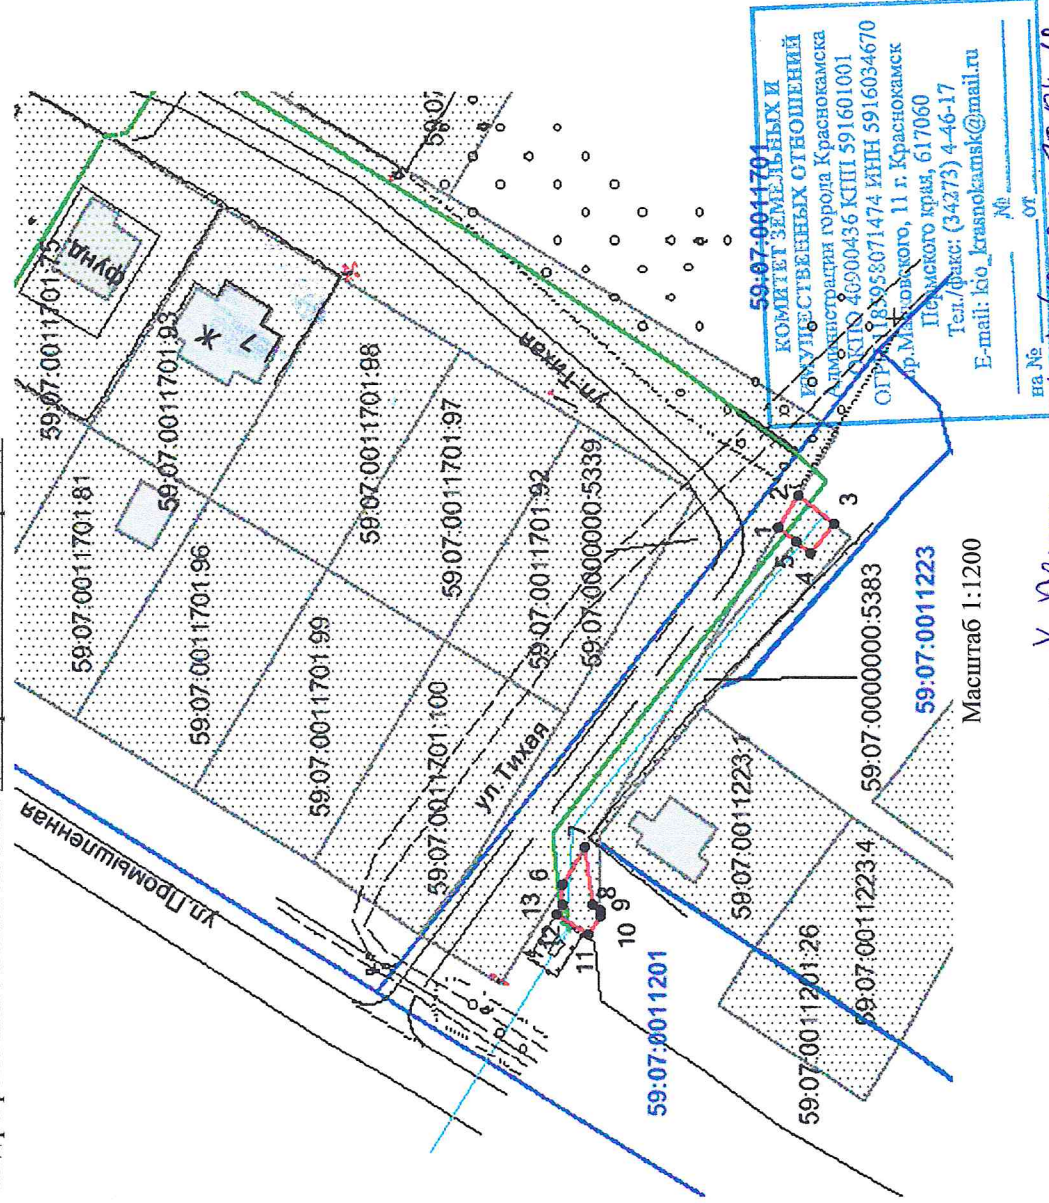 59:07:0011701:75
фунд.
59:07:0011701:93
Ж
7
59:07:0011701:81
59:07:0011701:98
59:07:0011701:96
59:07:0011701:97
59:07:0011701:99
59:07:0011701:92
59:07:0000000:5339
59:07:0011701:100
ул.Тихая
ул.Тихая
ул.Промышленная
1
2
3
4
5
6
7
8
9
10
11
12
13
59:07:0000000:5383
59:07:0011223:1
59:07:0011223:4
59:07:0011201:26
59:07:0011201
59:07:0011223
59:07:0011701
Масштаб 1:1200
КОМИТЕТ ЗЕМЕЛЬНЫХ И
ИМУЩЕСТВЕННЫХ ОТНОШЕНИЙ
Администрации города Краснокамска
ОКПО 40900436 КПП 591601001
ИНН 5916034670
пр.Маяковского, 11 г. Краснокамск
Пермского края, 617060
Тел./факс: (34273) 4-46-17
E-mail: kio_krasnokamsk@mail.ru
№
на № от